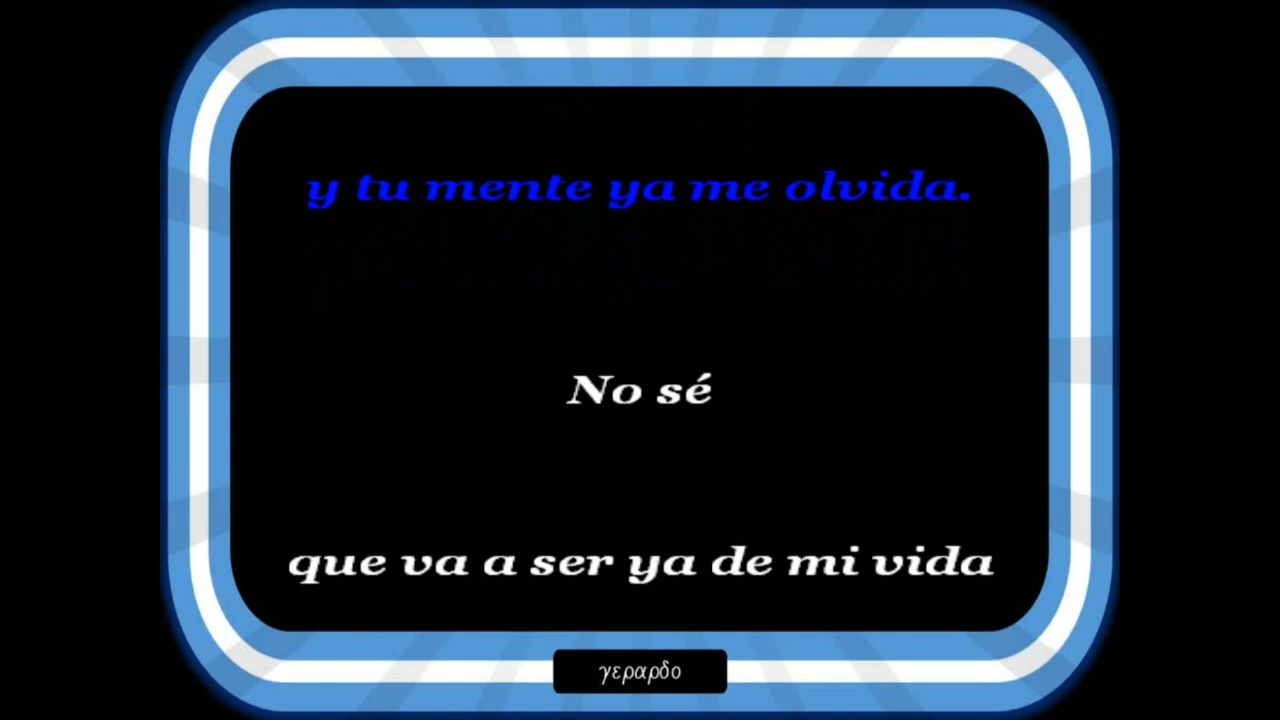 y tu mente ya me olvida.
No sé
que va a ser ya de mi vida
γεραρδο